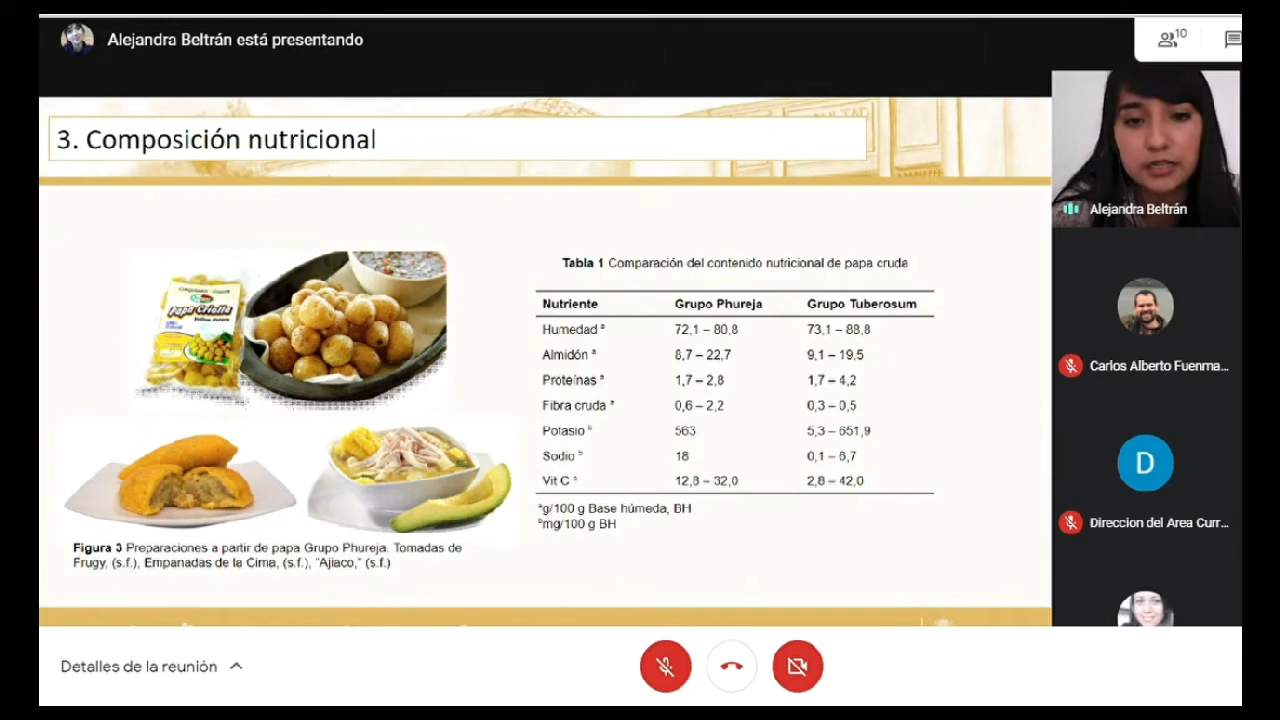 Alejandra Beltrán está presentando
10
3. Composición nutricional
Alejandra Beltrán
Papa Criolla
Tabla 1 Comparación del contenido nutricional de papa cruda
Nutriente Grupo Phureja Grupo Tuberosum
Humedad ª 72,1 – 80,8 73,1 – 88,8
Almidón ª 8,7 – 22,7 9,1 – 19,5
Proteínas ª 1,7 – 2,8 1,7 – 4,2
Fibra cruda ª 0,6 – 2,2 0,3 – 0,5
Potasio ᵇ 563 5,3 – 651,9
Sodio ᵇ 18 0,1 – 6,7
Vit C ᵇ 12,8 – 32,0 2,8 – 42,0
ªg/100 g Base húmeda, BH
ᵇmg/100 g BH
Figura 3 Preparaciones a partir de papa Grupo Phureja. Tomadas de
Frugy, (s.f.), Empanadas de la Cima, (s.f.), "Ajiaco," (s.f.)
Carlos Alberto Fuenma...
D
Direccion del Area Curr...
Detalles de la reunión